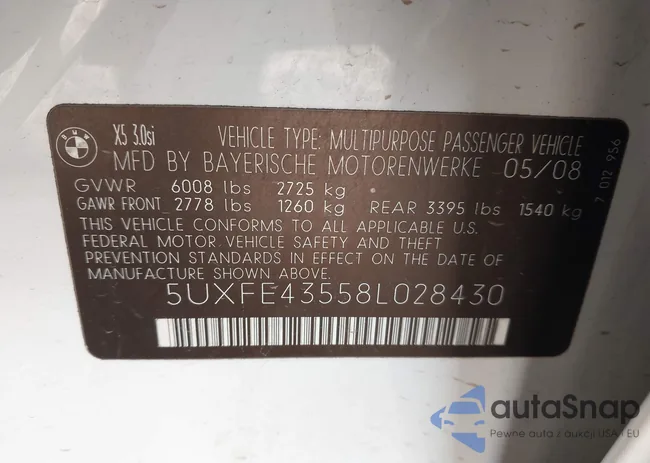 BMW
X5 3.0si
VEHICLE TYPE: MULTIPURPOSE PASSENGER VEHICLE
MFD BY BAYERISCHE MOTORENWERKE 05/08
GVWR 6008 lbs 2725 kg
GAWR FRONT 2778 lbs 1260 kg REAR 3395 lbs 1540 kg
THIS VEHICLE CONFORMS TO ALL APPLICABLE U.S.
FEDERAL MOTOR VEHICLE SAFETY AND THEFT
PREVENTION STANDARDS IN EFFECT ON THE DATE OF
MANUFACTURE SHOWN ABOVE.
5UXFE43558L028430
7 012 956
autaSnap
Pewne auta z aukcji USA i EU